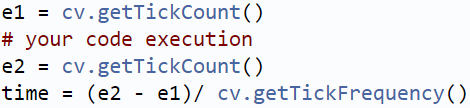 e1 = cv.getTickCount()
# your code execution
e2 = cv.getTickCount()
time = (e2 - e1)/ cv.getTickFrequency()